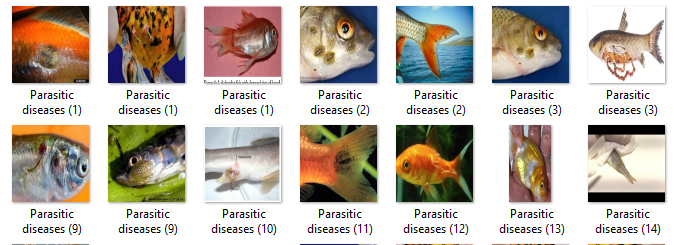 Parasitic diseases (1)
Parasitic diseases (1)
Parasitic diseases (1)
Parasitic diseases (2)
Parasitic diseases (2)
Parasitic diseases (3)
Parasitic diseases (3)
Parasitic diseases (9)
Parasitic diseases (9)
Parasitic diseases (10)
Parasitic diseases (11)
Parasitic diseases (12)
Parasitic diseases (13)
Parasitic diseases (14)